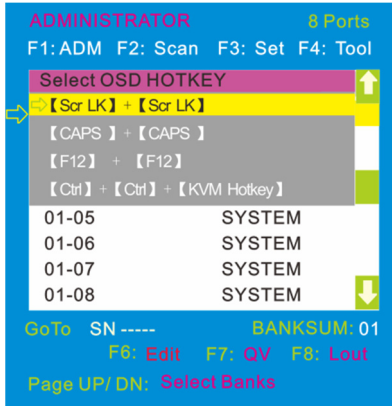 ADMINISTRATOR 8 Ports
F1: ADM F2: Scan F3: Set F4: Tool
Select OSD HOTKEY
【Scr LK】+【Scr LK】
【CAPS 】+【CAPS 】
【F12】 + 【F12】
【Ctrl】+【Ctrl】+【KVM Hotkey】
01-05 SYSTEM
01-06 SYSTEM
01-07 SYSTEM
01-08 SYSTEM
GoTo SN ----- BANKSUM: 01
F6: Edit F7: QV F8: Lout
Page UP/ DN: Select Banks